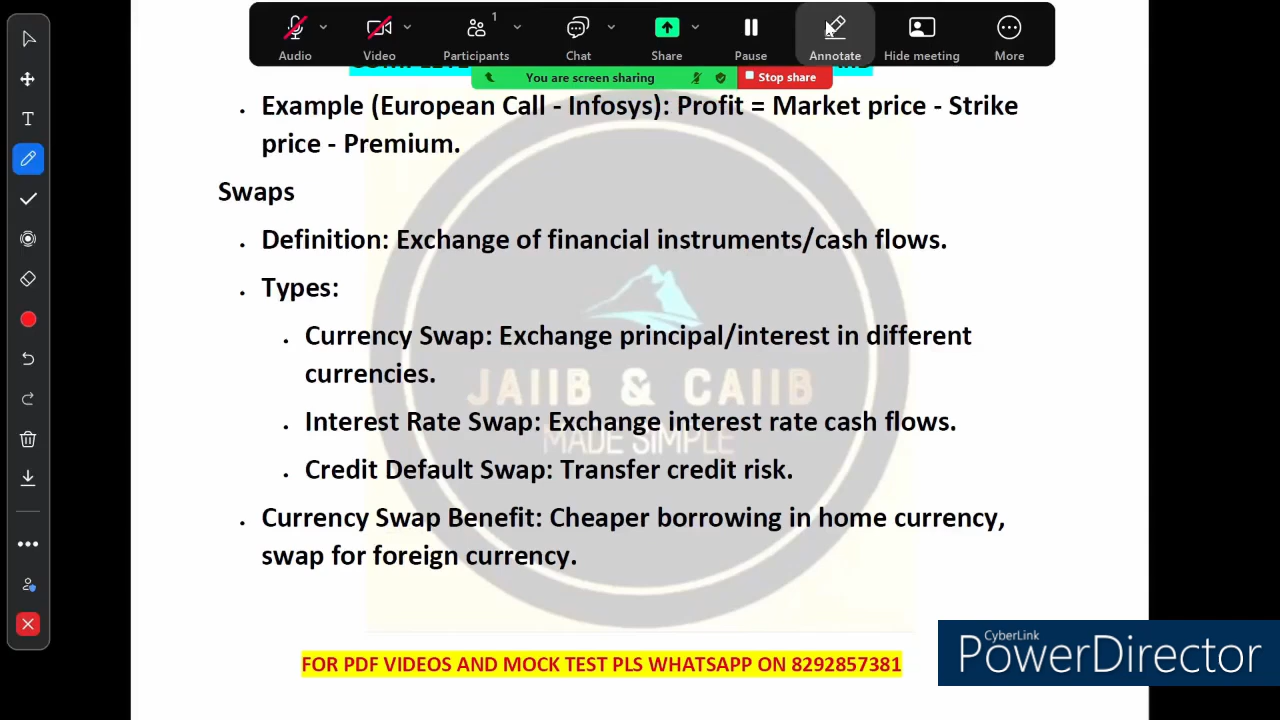 1
Audio
Video
Participants
Chat
Share
Pause
Annotate
Hide meeting
More
You are screen sharing
Stop share
T
• Example (European Call - Infosys): Profit = Market price - Strike
price - Premium.
Swaps
• Definition: Exchange of financial instruments/cash flows.
• Types:
• Currency Swap: Exchange principal/interest in different
currencies.
JAIIB & CAIIB
• Interest Rate Swap: Exchange interest rate cash flows.
MADE SIMPLE
• Credit Default Swap: Transfer credit risk.
• Currency Swap Benefit: Cheaper borrowing in home currency,
swap for foreign currency.
FOR PDF VIDEOS AND MOCK TEST PLS WHATSAPP ON 8292857381
CyberLink
PowerDirector